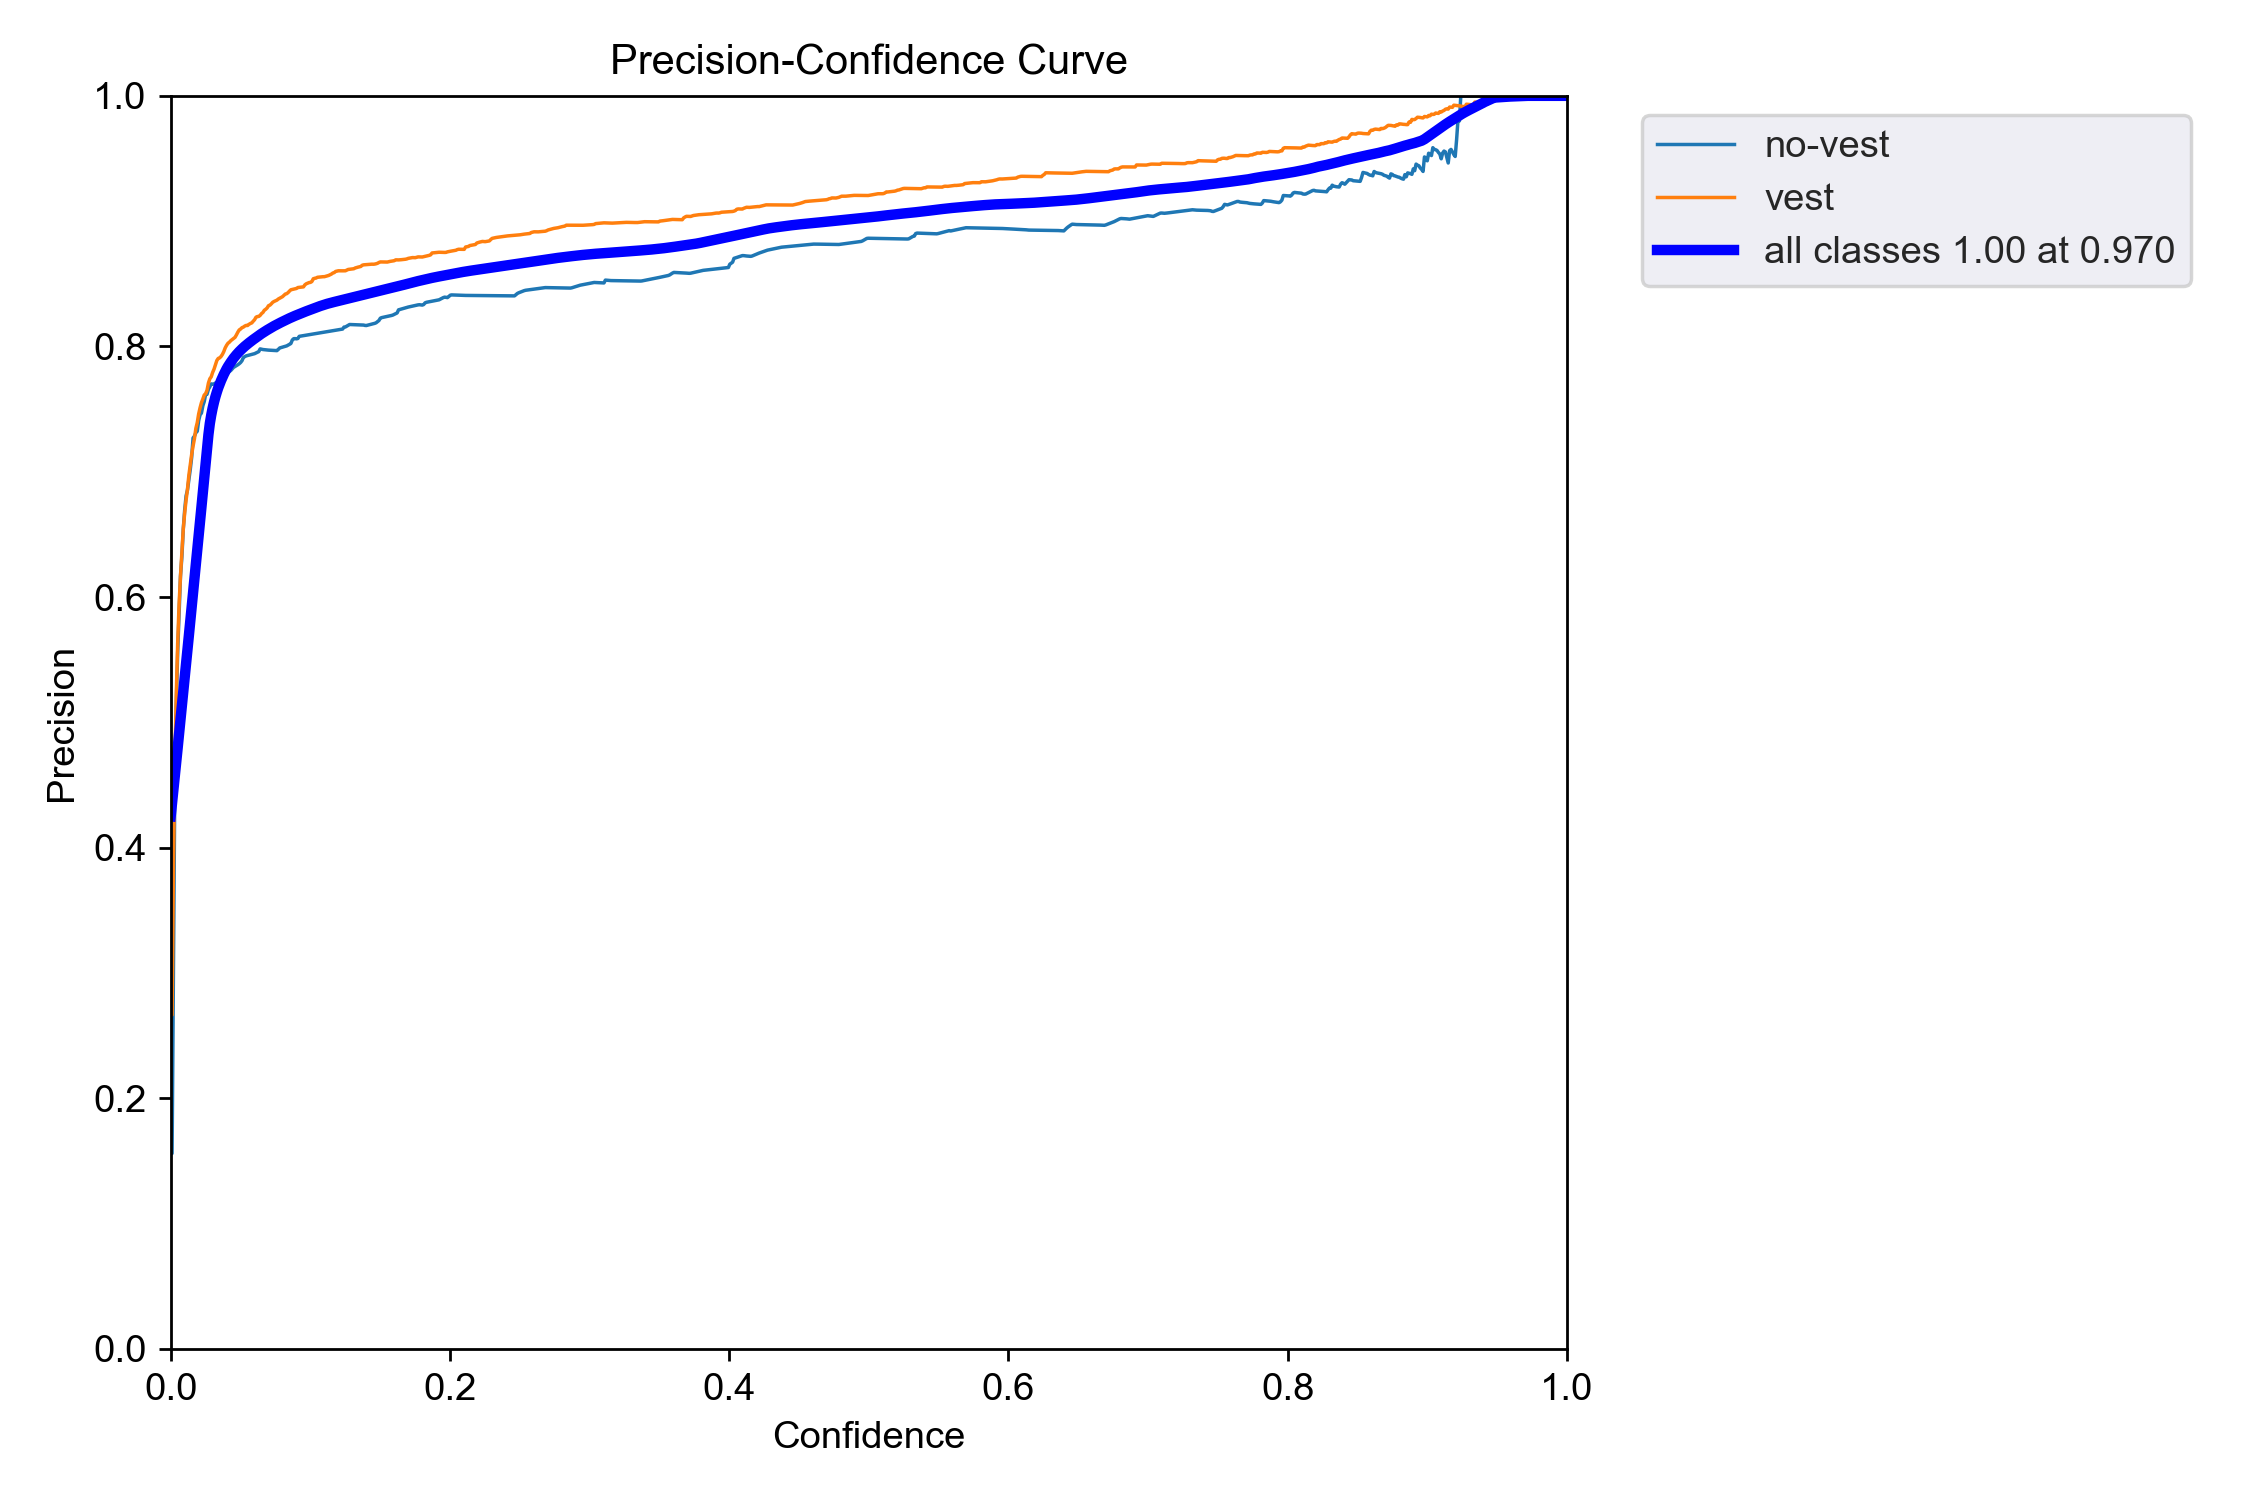 Precision-Confidence Curve
1.0
0.8
0.6
0.4
0.2
0.0
Precision
0.0 0.2 0.4 0.6 0.8 1.0
Confidence
no-vest
vest
all classes 1.00 at 0.970